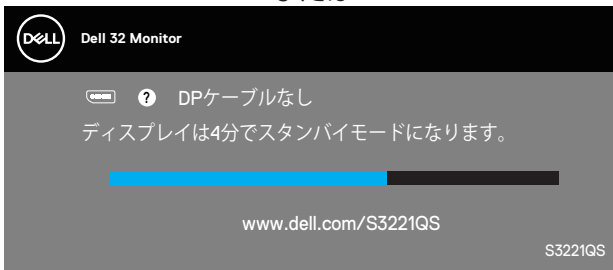 DELL
Dell 32 Monitor
? DPケーブルなし
ディスプレイは4分でスタンバイモードになります。
www.dell.com/S3221QS
S3221QS